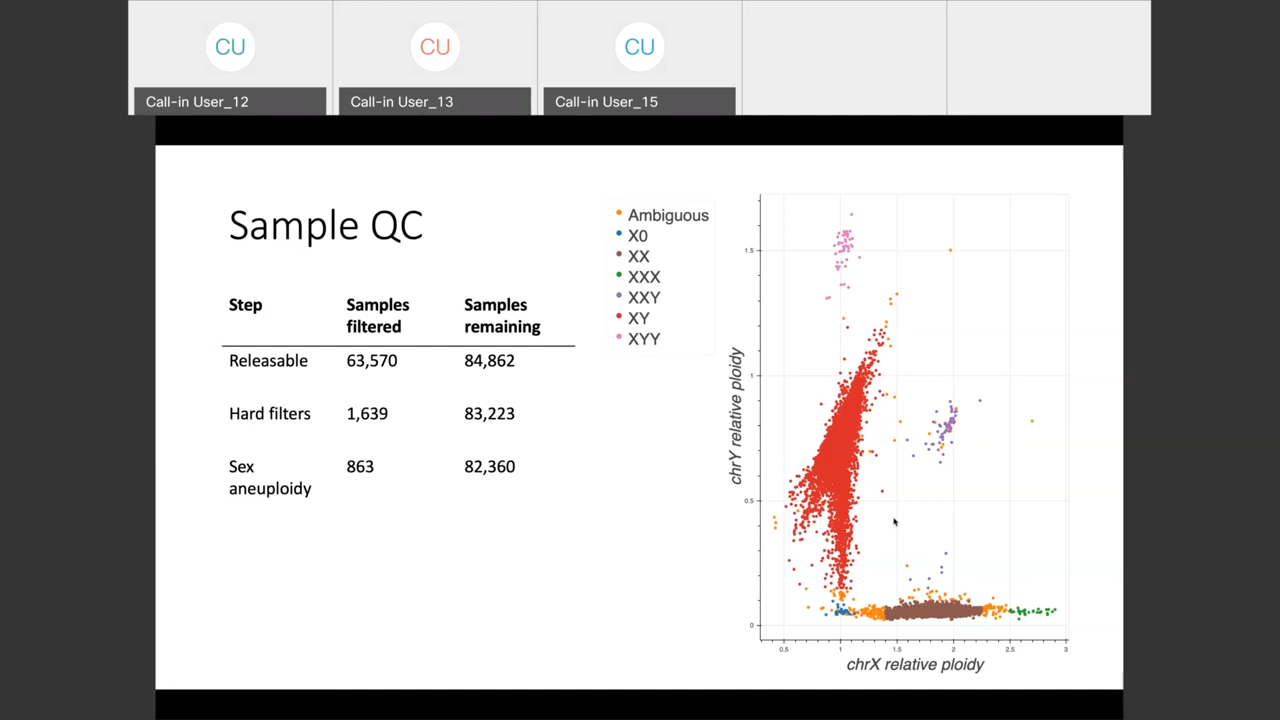 CU
CU
CU
Call-in User_12
Call-in User_13
Call-in User_15
Sample QC
Step
Samples
filtered
Samples
remaining
Releasable
63,570
84,862
Hard filters
1,639
83,223
Sex
aneuploidy
863
82,360
Ambiguous
X0
XX
XXX
XXY
XY
XYY
chrY relative ploidy
1.5
1
0.5
0
0.5
1
1.5
2
2.5
3
chrX relative ploidy